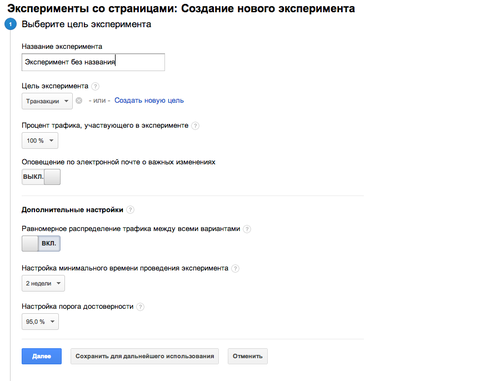 Эксперименты со страницами: Создание нового эксперимента
1 Выберите цель эксперимента
Название эксперимента
Эксперимент без названия
Цель эксперимента ?
Транзакции - или - Создать новую цель
Процент трафика, участвующего в эксперименте ?
100 %
Оповещение по электронной почте о важных изменениях
ВЫКЛ.
Дополнительные настройки ?
Равномерное распределение трафика между всеми вариантами ?
ВКЛ.
Настройка минимального времени проведения эксперимента ?
2 недели
Настройка порога достоверности ?
95,0 %
Далее Сохранить для дальнейшего использования Отменить